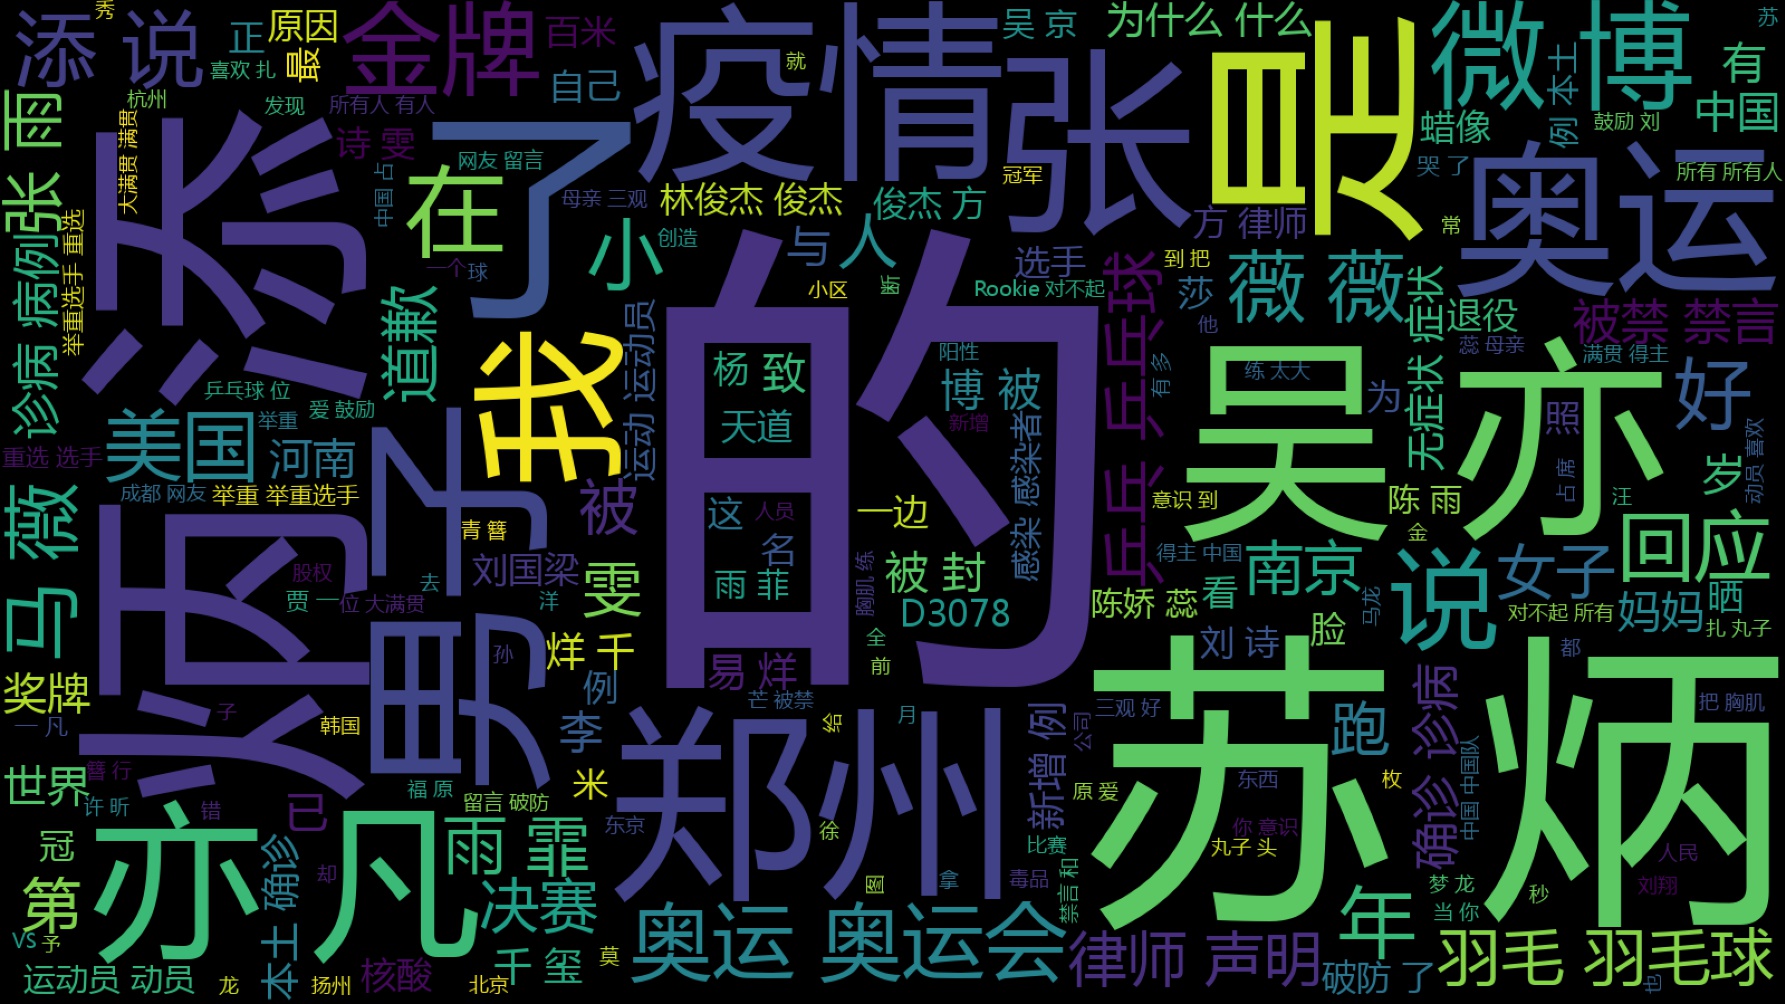 秀
添 说
正
原因
最
喜欢 扎
金牌
百米
自己
疫情
就
吴 京
为什么 什么
张
是
微 博
苏
有
本士
例
中国
蜡像
鼓励 刘
哭 了
所有 所有人
雨
杭州
发现
所有人 有人
诗 雯
大满贯 满贯
炳 添
了
在
网友 留言
中国 占
母亲 三观
林俊杰 俊杰
俊杰 方
冠军
方 律师
奥运
常
张
举重选手 重选
诊病 病例
一个
球
小
创造
与 人
选手
到 把
小区
断
Rookie 对不起
乒乓 乒乓球
莎
他
薇 薇
无症状 症状
退役
被禁 禁言
蕊 母亲
满贯 得主
道歉
我
运动 运动员
的
杨 致
天道
阳性
博 被
新增
有 多
吴 亦
练 太大
为
照
好
乒乓球 位
举重
爱 鼓励
美国
河南
重选 选手
成都 网友
举重 举重选手
男子
被
青 簪
这
人员
名
一边
感染 感染者
意识 到
陈 雨
占 席
汪
岁
动员 喜欢
金
马 薇
股权
贾 一
位 大满贯
去
刘国梁
雯
洋
雨 菲
胸肌 练
被 封
D3078
得主 中国
陈娇 蕊
看
南京
马龙
说
女子
回应
对不起 所有
妈妈
晒
扎 丸子
孙
烊 千
易 烊
全
前
刘 诗
脸
都
奖牌
一 凡
子
韩国
例
李
芒 被禁
给
月
新增 例
公司
三观 好
苏 炳
跑
确诊 诊病
中国 中国队
把 胸肌
世界
簪 行
许 昕
错
已
福 原
留言 破防
米
东京
郑州
徐
原 爱
比赛
东西
枚
你 意识
丸子 头
人民
刘翔
冠
第
亦 凡
本士 确诊
却
雨 霏
决赛
图
拿
毒品
禁言 和
梦 龙
当 你
秒
年
VS
予
运动员 动员
龙
扬州
核酸
北京
千 玺
莫
奥运 奥运会
律师 声明
破防 了
羽毛 羽毛球
也